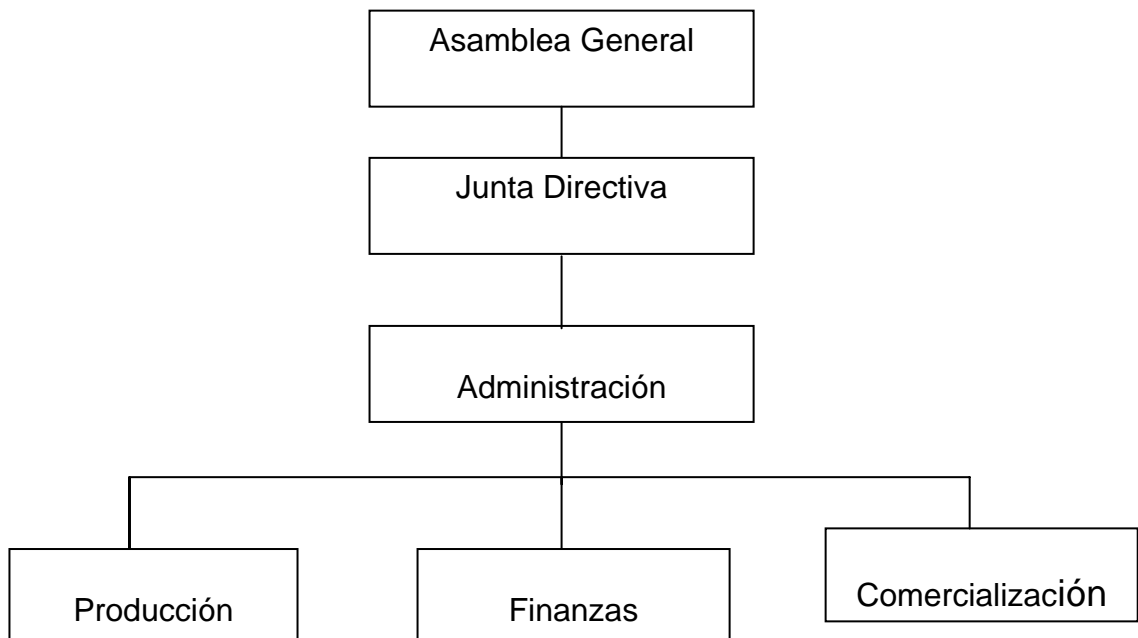 Asamblea General
Junta Directiva
Administración
Producción
Finanzas
Comercialización